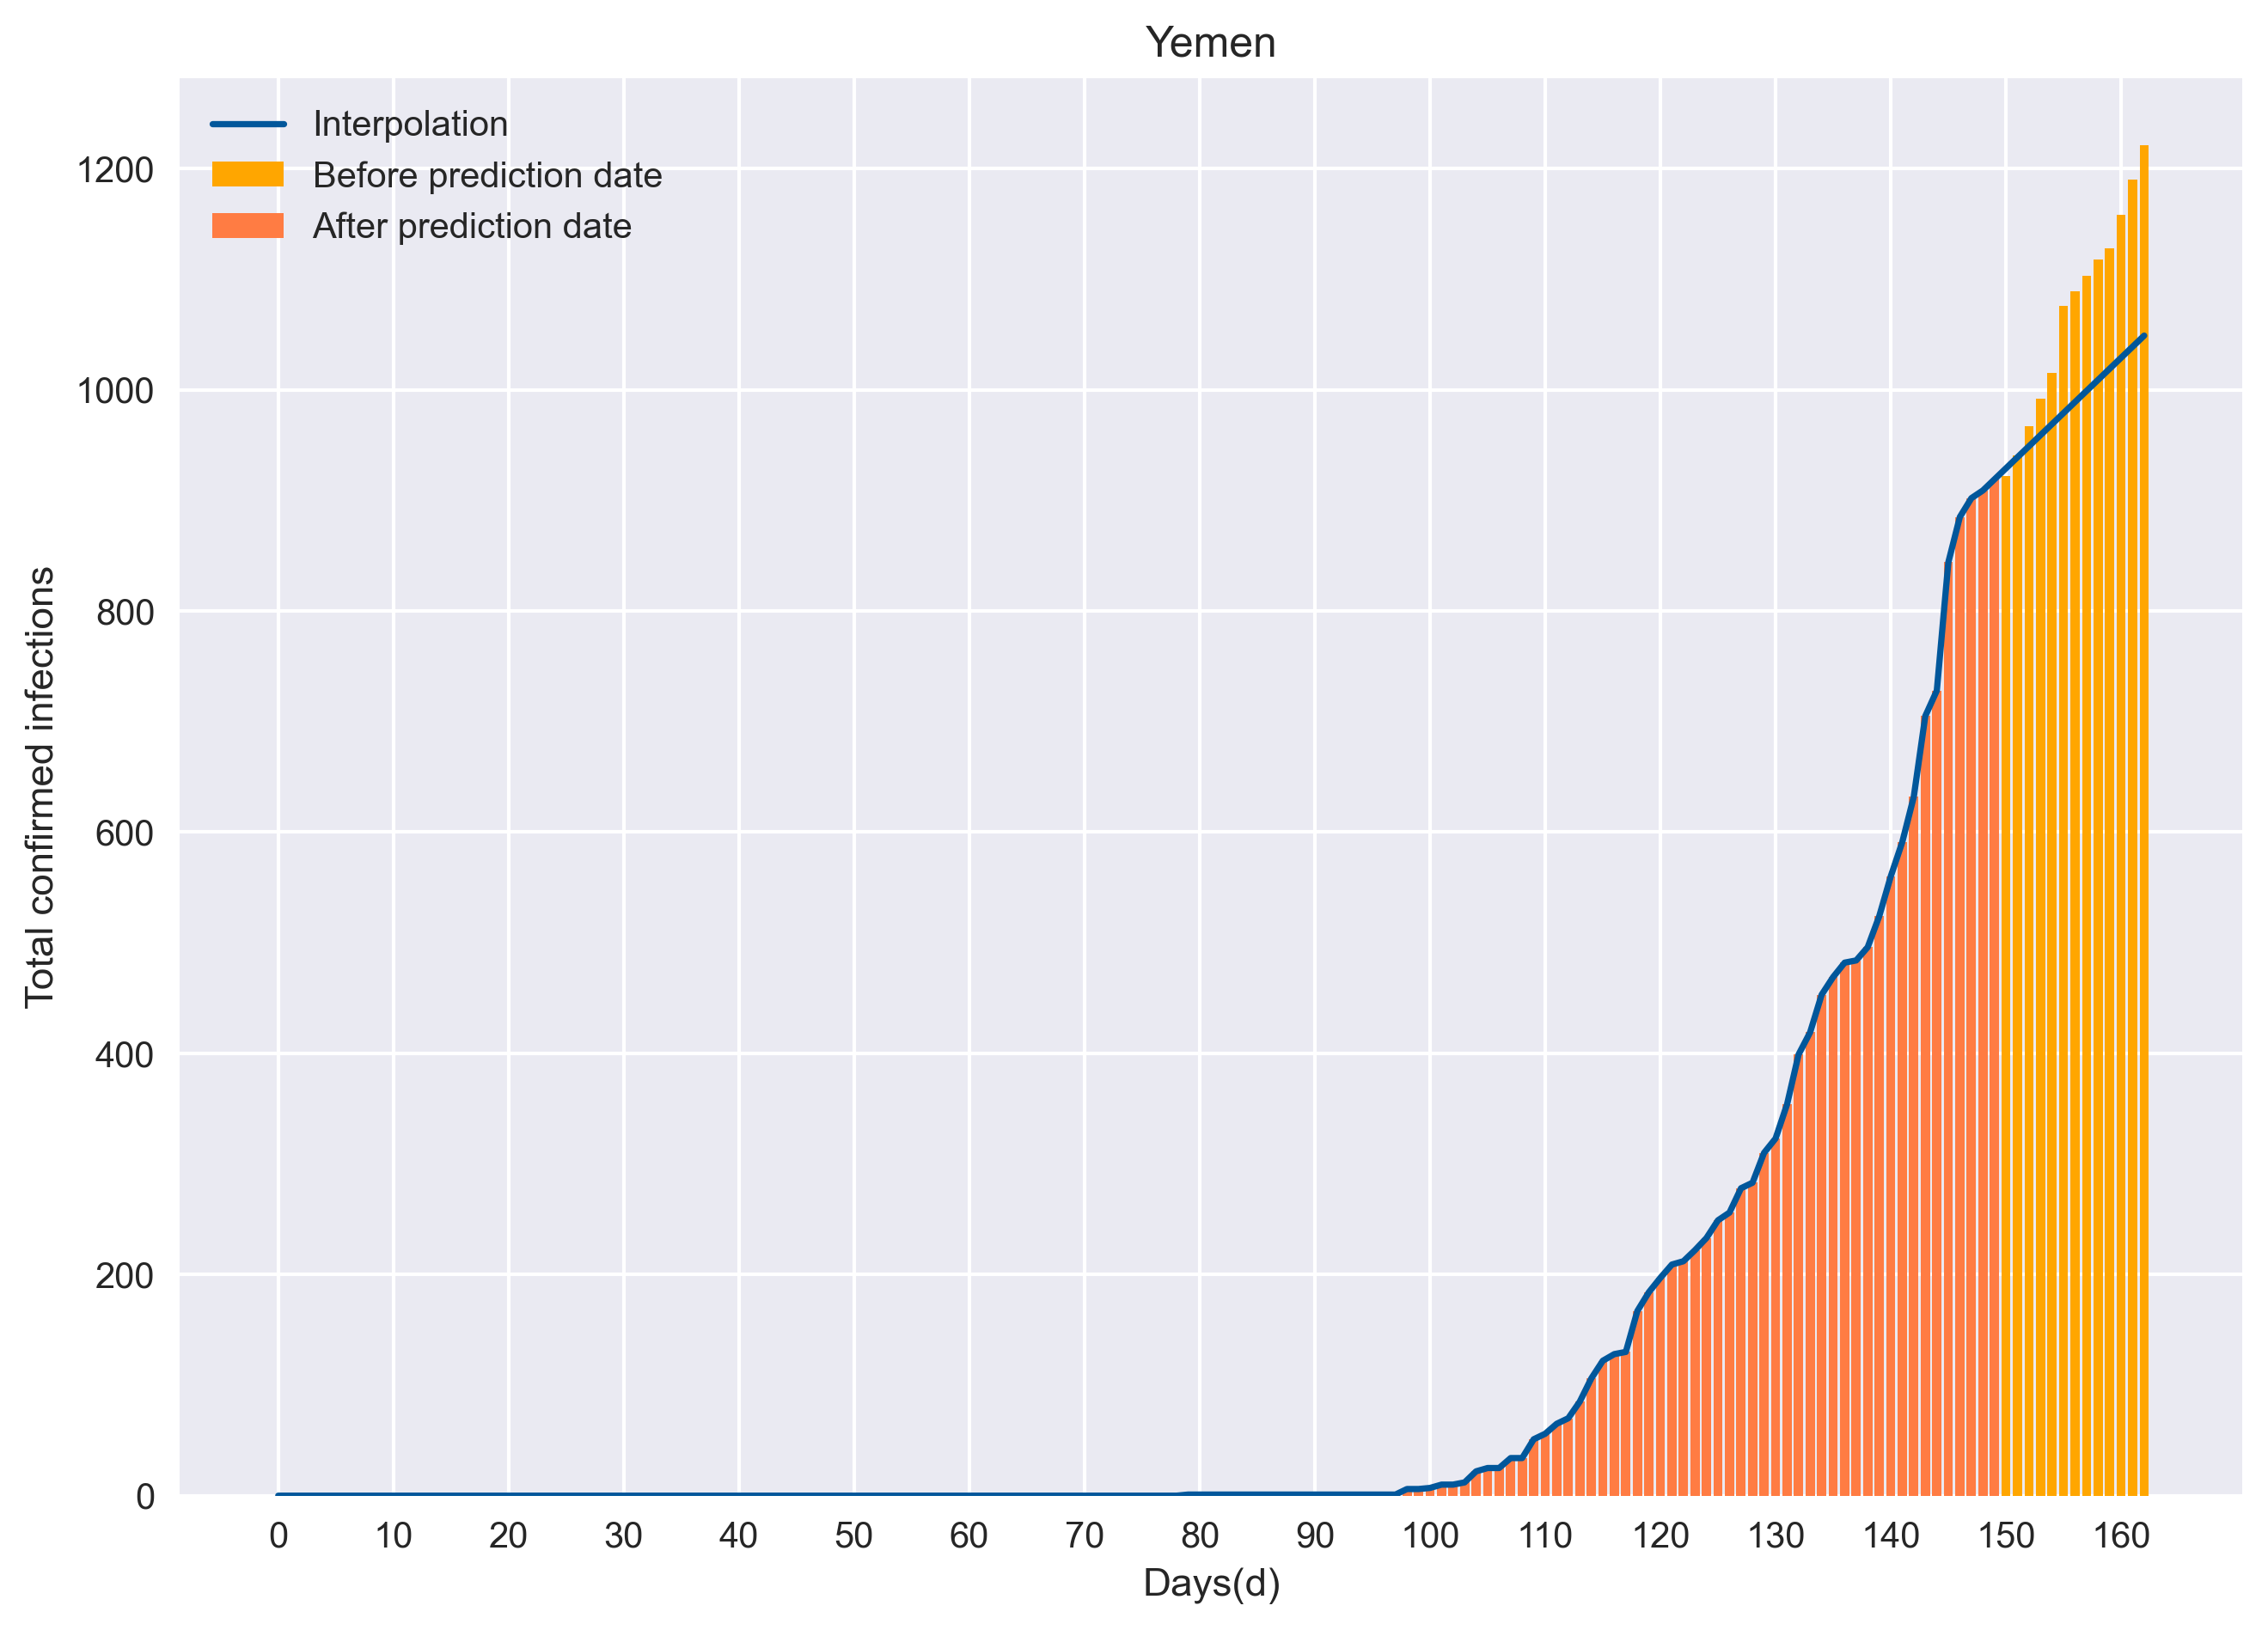 Yemen
Interpolation
Before prediction date
After prediction date
1200
1000
800
600
400
200
0
Total confirmed infections
0 10 20 30 40 50 60 70 80 90 100 110 120 130 140 150 160
Days(d)